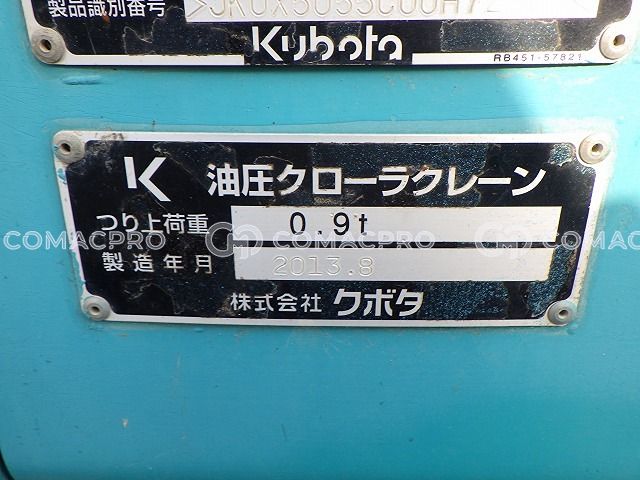 製品識別番号
Kubota
RB451-57821
K 油圧クローラクレーン
つり上荷重 0.9t
製造年月 2013.8
株式会社 クボタ
COMACPRO COMACPRO COMACPRO